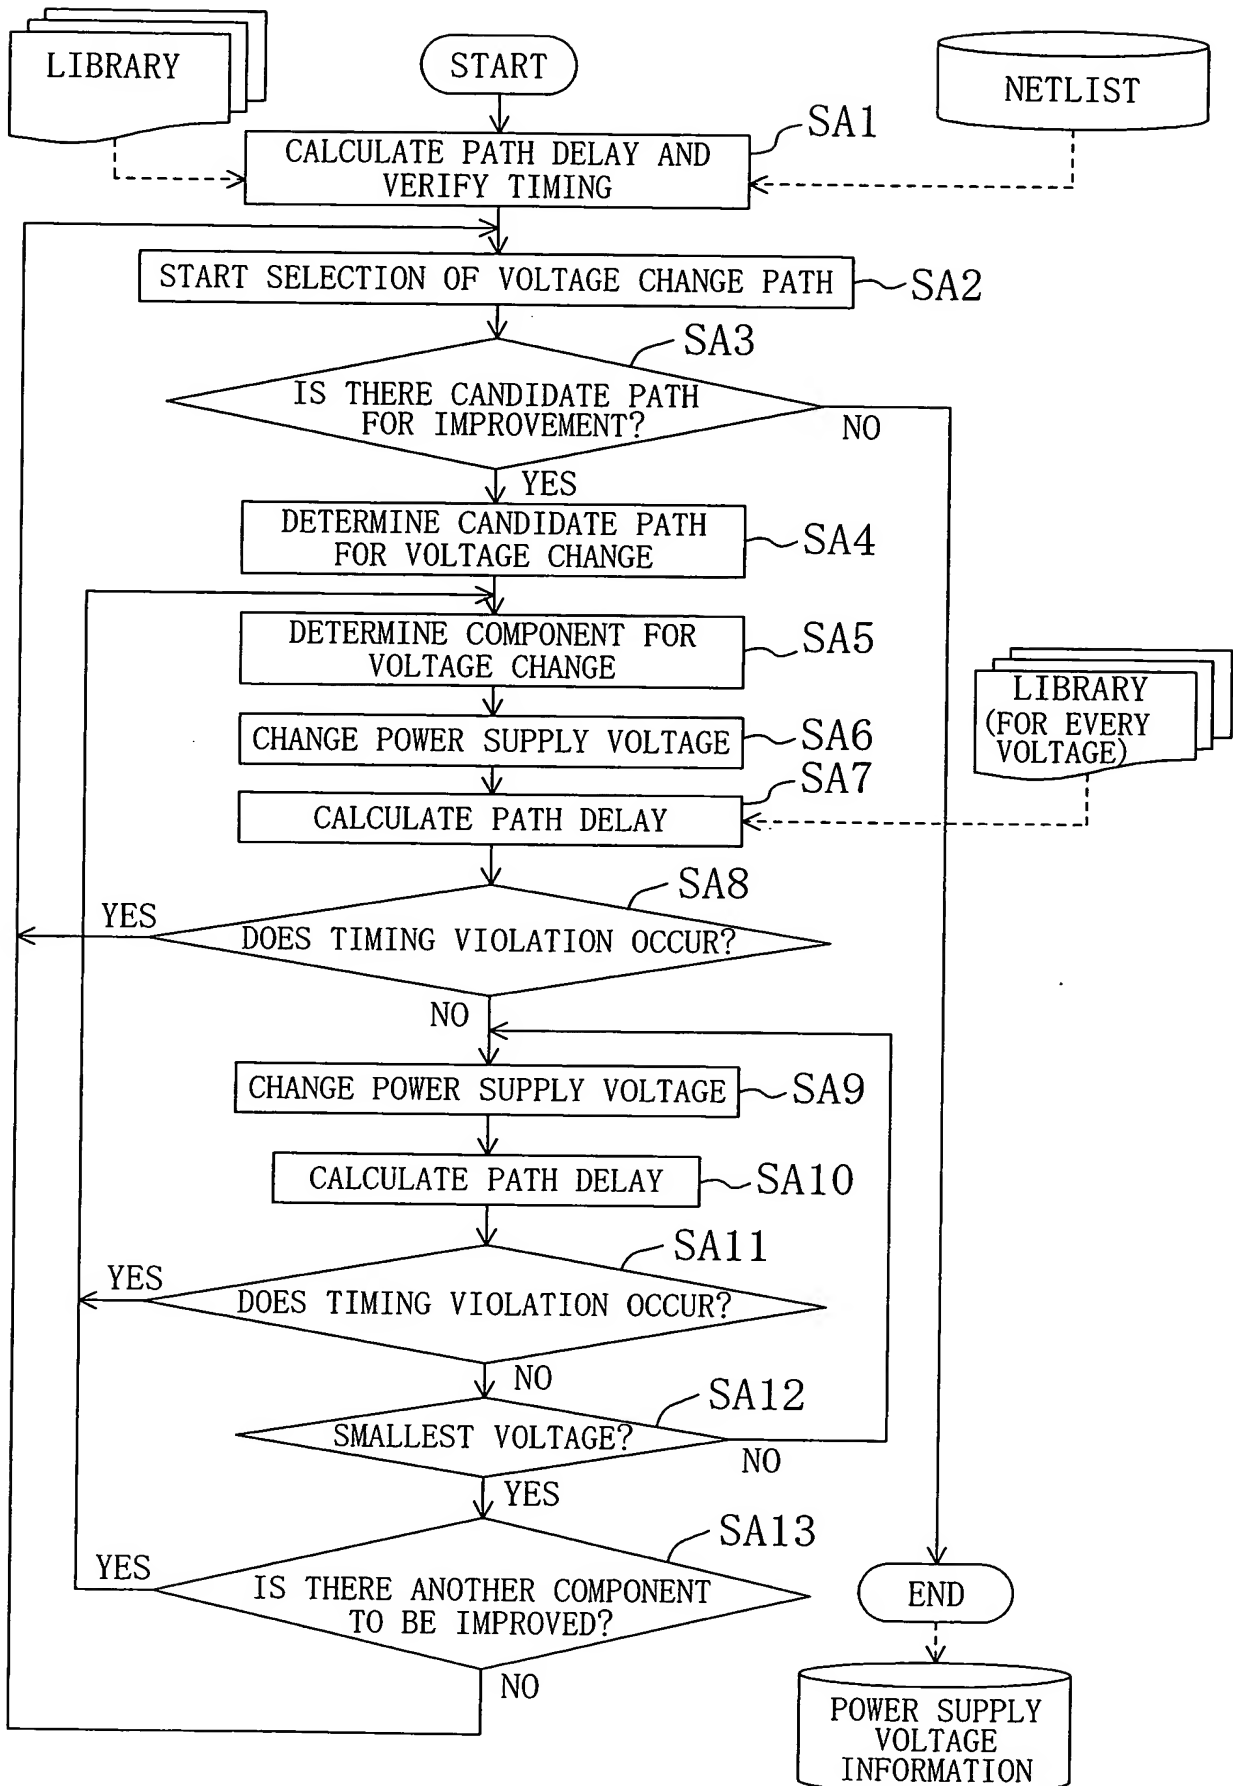 LIBRARY
START
NETLIST
SA1
CALCULATE PATH DELAY AND
VERIFY TIMING
START SELECTION OF VOLTAGE CHANGE PATH
SA2
SA3
IS THERE CANDIDATE PATH
FOR IMPROVEMENT?
NO
YES
DETERMINE CANDIDATE PATH
FOR VOLTAGE CHANGE
SA4
DETERMINE COMPONENT FOR
VOLTAGE CHANGE
SA5
LIBRARY
(FOR EVERY
VOLTAGE)
CHANGE POWER SUPPLY VOLTAGE
SA6
SA7
CALCULATE PATH DELAY
SA8
YES
DOES TIMING VIOLATION OCCUR?
NO
CHANGE POWER SUPPLY VOLTAGE
SA9
CALCULATE PATH DELAY
SA10
SA11
YES
DOES TIMING VIOLATION OCCUR?
NO
SA12
SMALLEST VOLTAGE?
NO
YES
SA13
YES
IS THERE ANOTHER COMPONENT
TO BE IMPROVED?
NO
END
POWER SUPPLY
VOLTAGE
INFORMATION